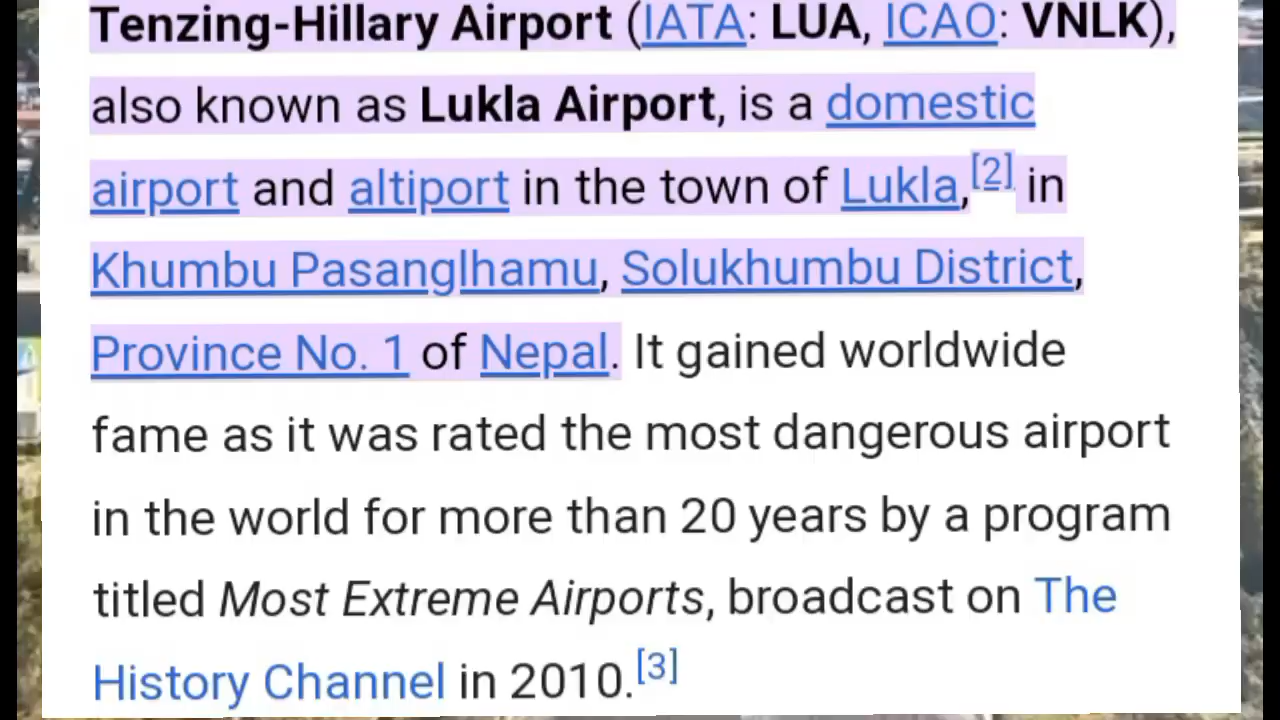 Tenzing-Hillary Airport (IATA: LUA, ICAO: VNLK),
also known as Lukla Airport, is a domestic
airport and altiport in the town of Lukla,[2] in
Khumbu Pasanglhamu, Solukhumbu District,
Province No. 1 of Nepal. It gained worldwide
fame as it was rated the most dangerous airport
in the world for more than 20 years by a program
titled Most Extreme Airports, broadcast on The
History Channel in 2010.[3]